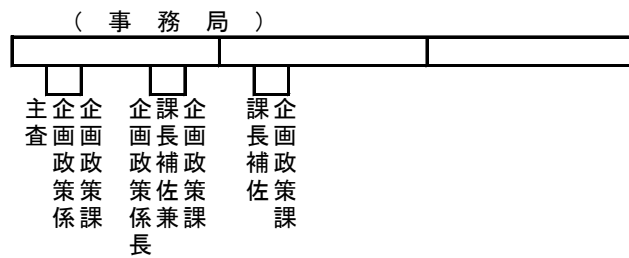 （事務局）
企画政策課
課長補佐
企画政策課
課長補佐兼
企画政策係長
企画政策課
企画政策係
主査